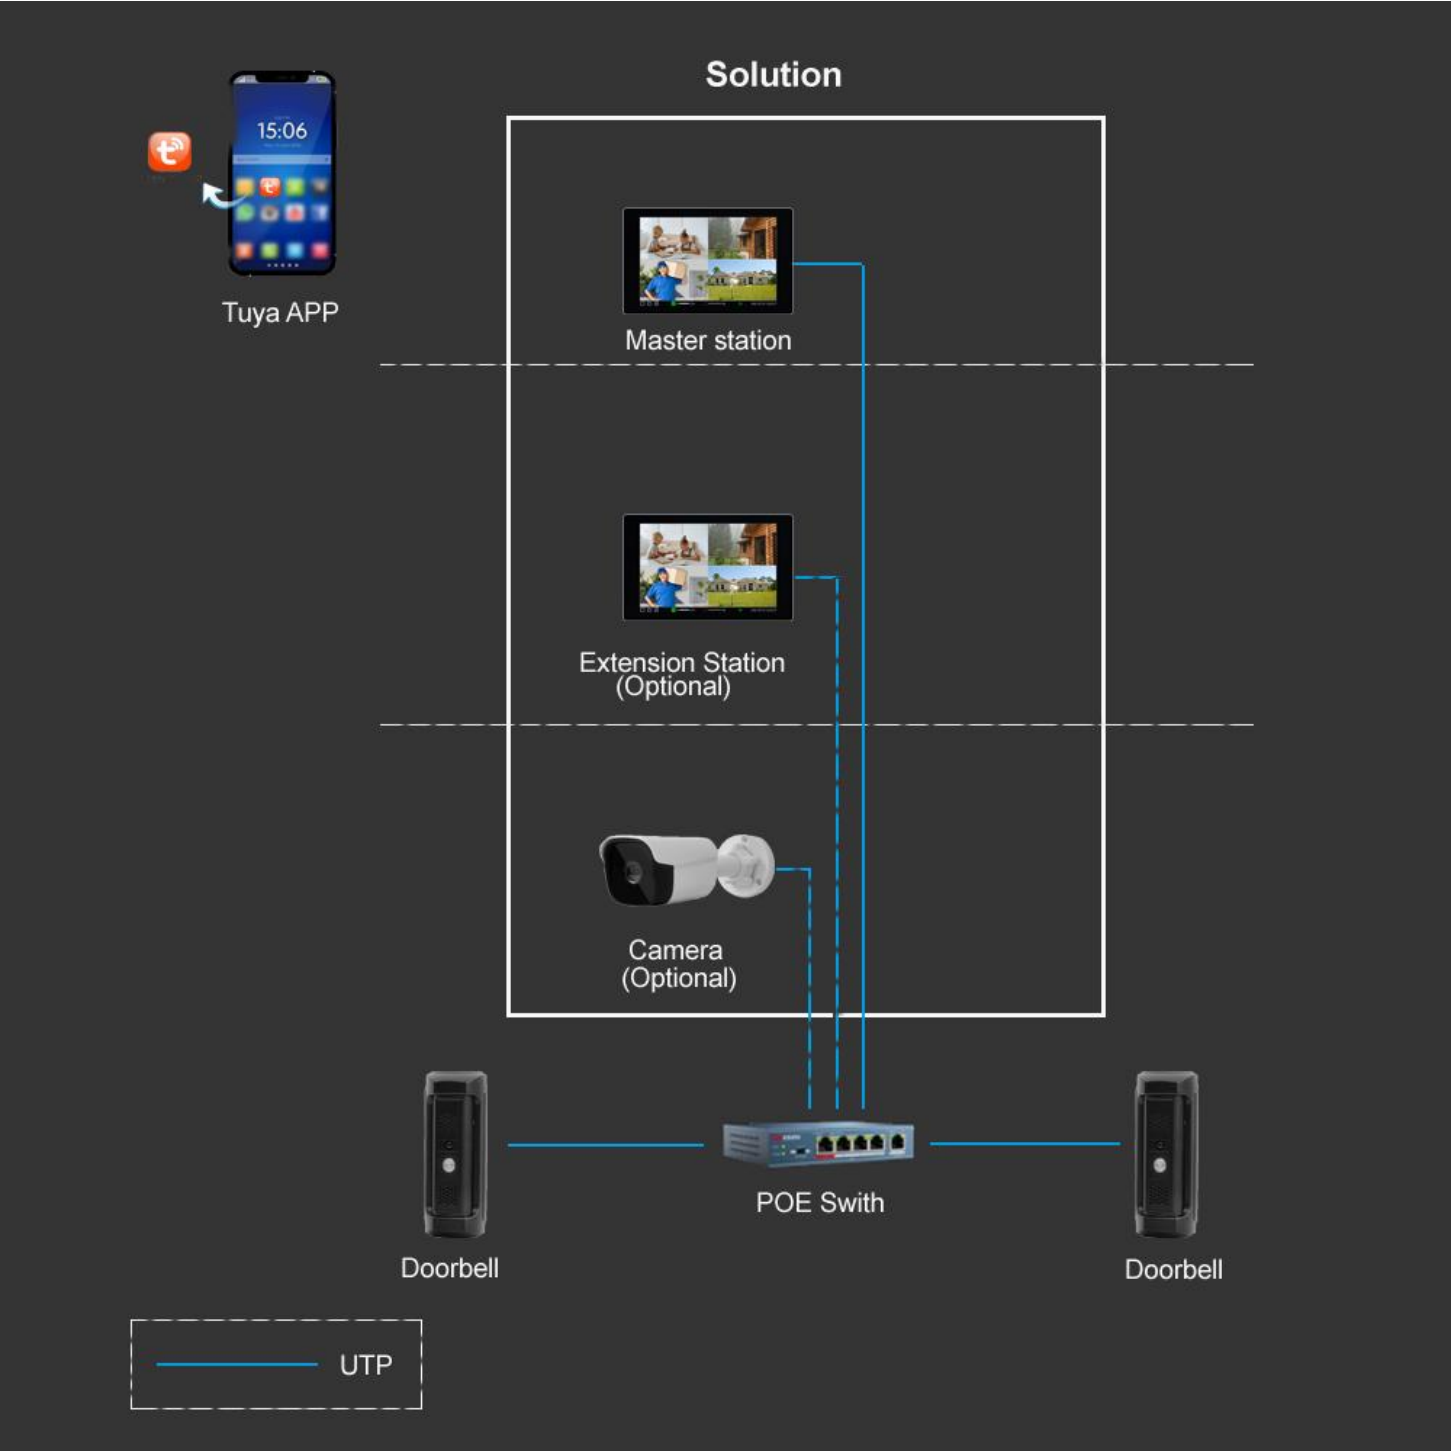 Solution
15:06
Tuya APP
Master station
Extension Station
(Optional)
Camera
(Optional)
POE Swith
Doorbell
Doorbell
UTP